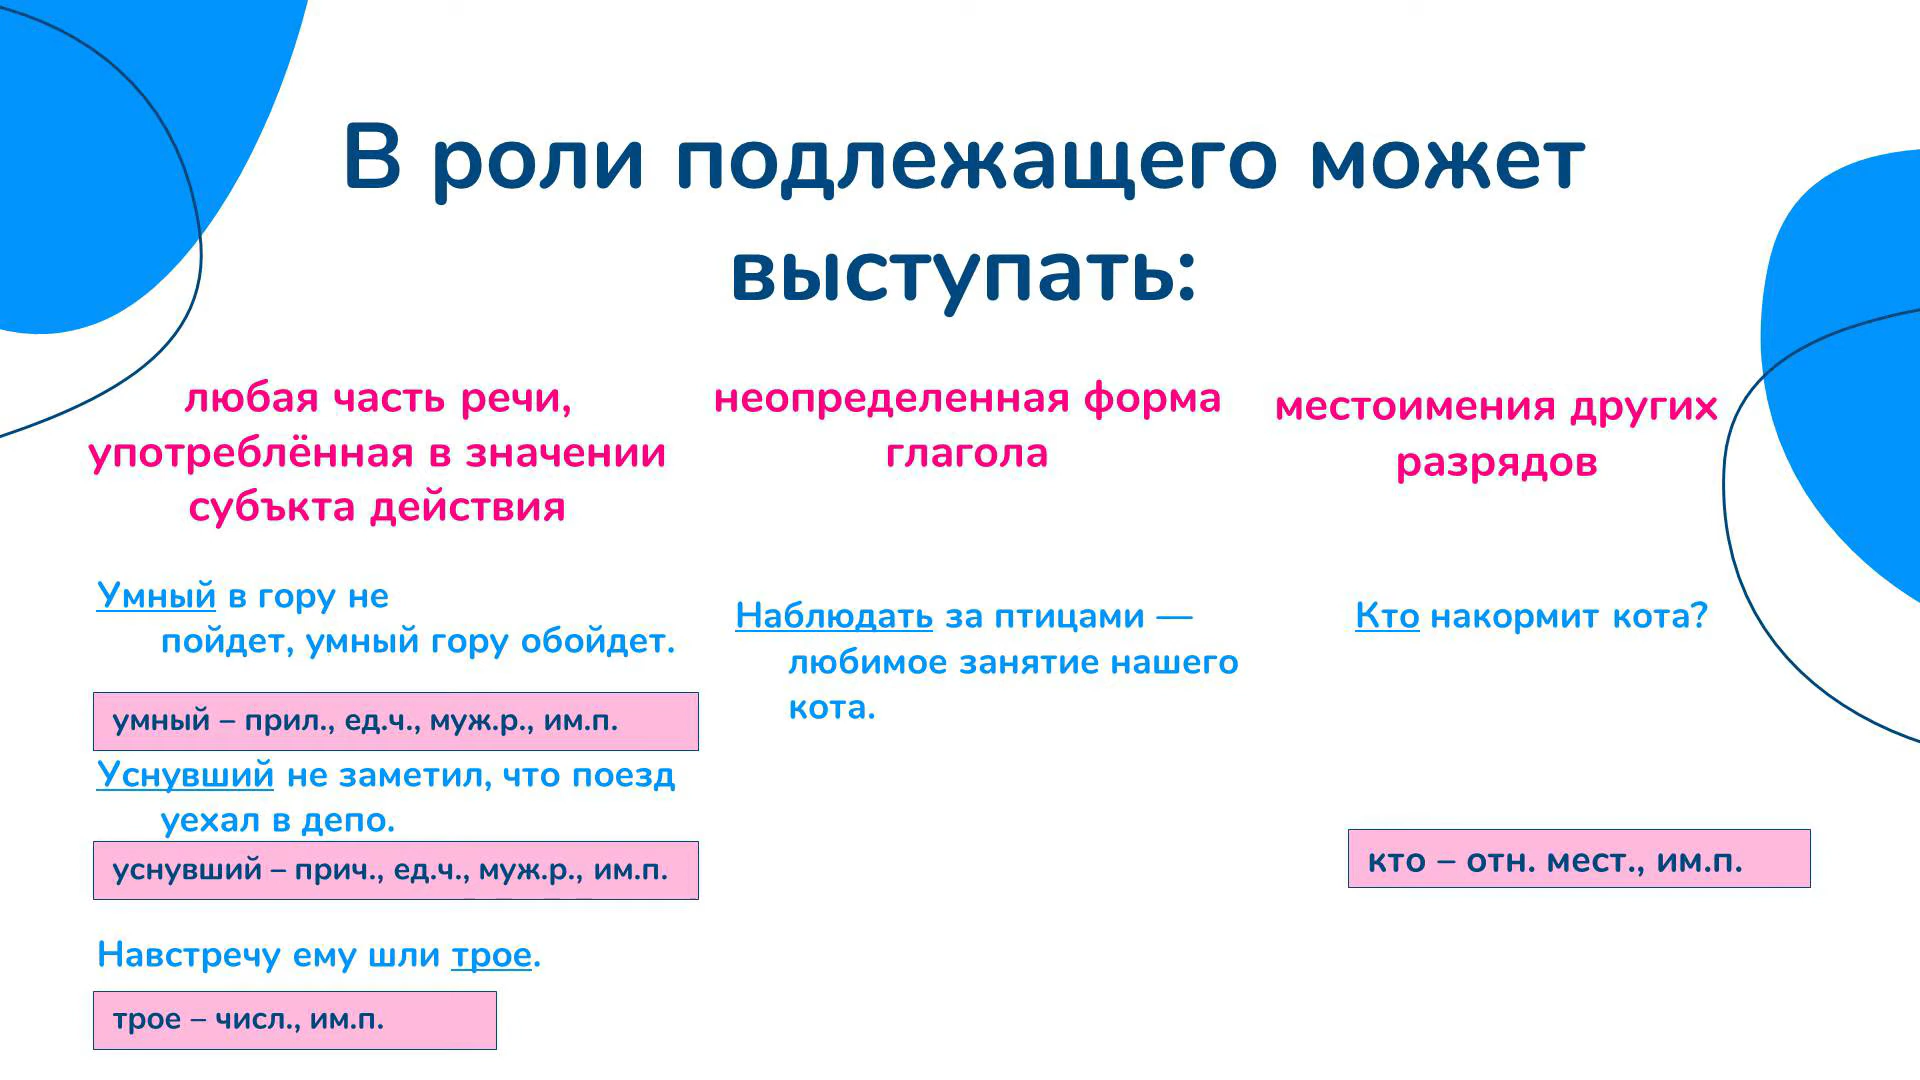 В роли подлежащего может
выступать:
любая часть речи,
употреблённая в значении
субъкта действия
Умный в гору не
пойдет, умный гору обойдет.
умный – прил., ед.ч., муж.р., им.п.
Уснувший не заметил, что поезд
уехал в депо.
уснувший – прич., ед.ч., муж.р., им.п.
Навстречу ему шли трое.
трое – числ., им.п.
неопределенная форма
глагола
Наблюдать за птицами —
любимое занятие нашего
кота.
местоимения других
разрядов
Кто накормит кота?
кто – отн. мест., им.п.